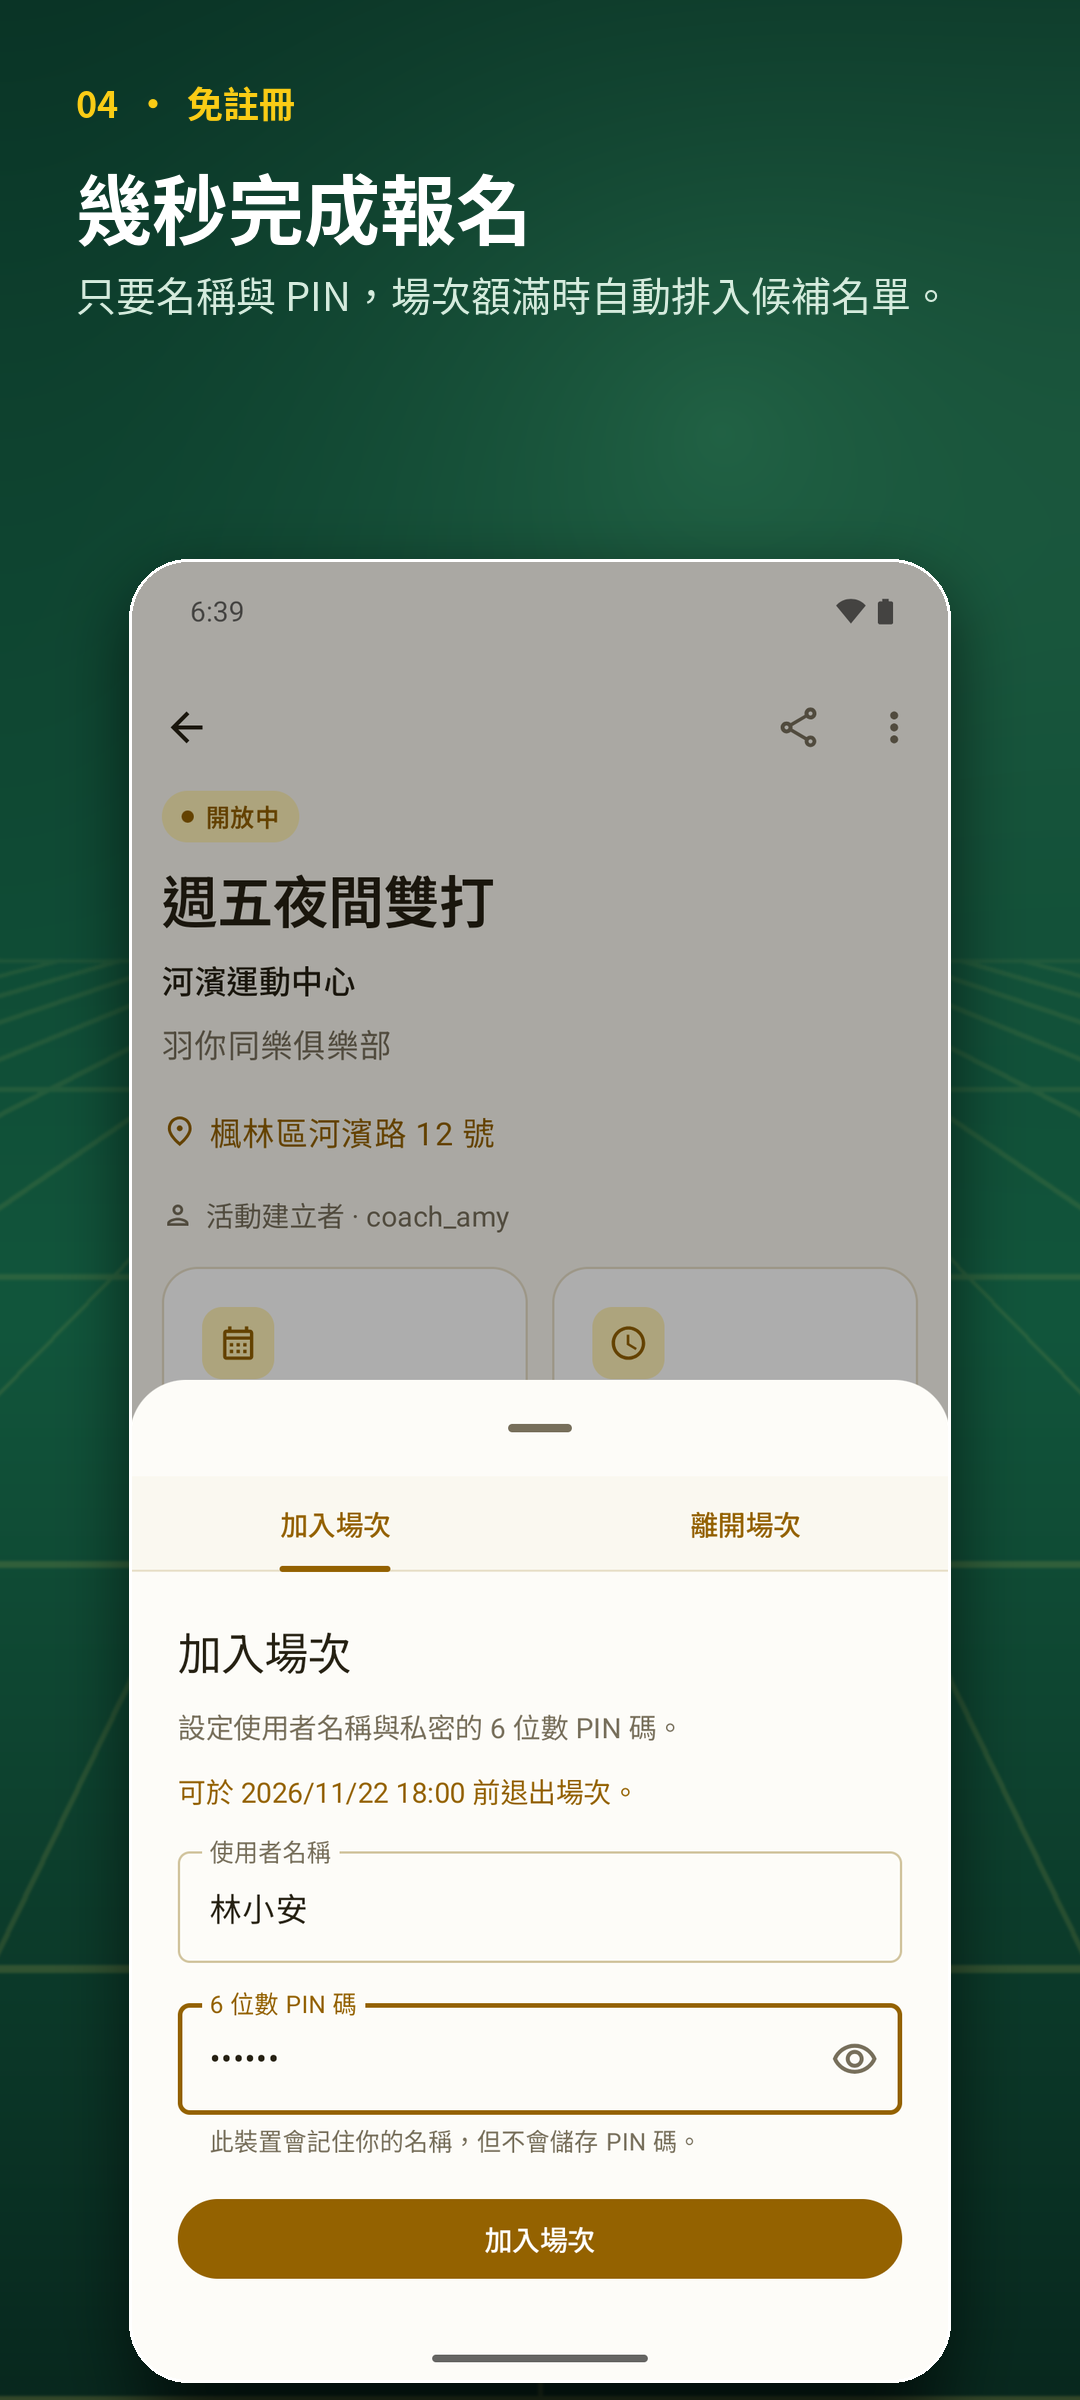 04 • 免註冊
幾秒完成報名
只要名稱與 PIN，場次額滿時自動排入候補名單。
6:39
開放中
週五夜間雙打
河濱運動中心
羽你同樂俱樂部
楓林區河濱路 12 號
活動建立者 · coach_amy
加入場次
離開場次
加入場次
設定使用者名稱與私密的 6 位數 PIN 碼。
可於 2026/11/22 18:00 前退出場次。
使用者名稱
林小安
6 位數 PIN 碼
••••••
此裝置會記住你的名稱，但不會儲存 PIN 碼。
加入場次